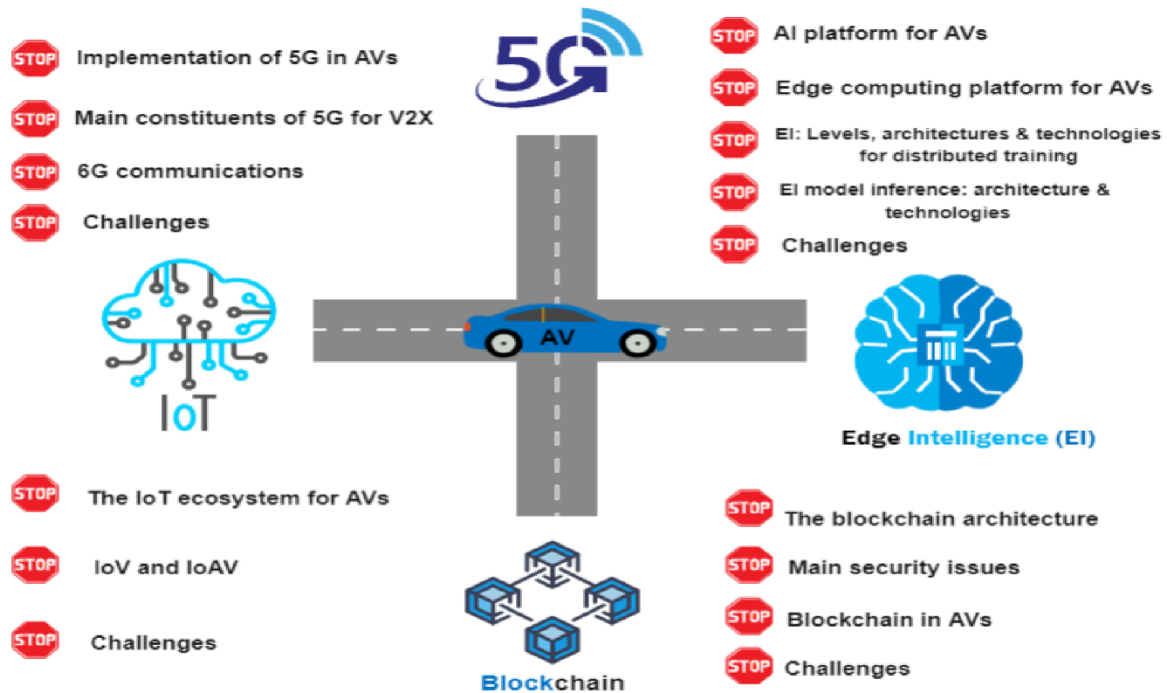 5G
STOP Implementation of 5G in AVs
STOP Main constituents of 5G for V2X
STOP 6G communications
STOP Challenges
STOP AI platform for AVs
STOP Edge computing platform for AVs
STOP EI: Levels, architectures & technologies
for distributed training
STOP EI model inference: architecture &
technologies
STOP Challenges
IoT
AV
Edge Intelligence (EI)
STOP The IoT ecosystem for AVs
STOP IoV and IoAV
STOP Challenges
Blockchain
STOP The blockchain architecture
STOP Main security issues
STOP Blockchain in AVs
STOP Challenges